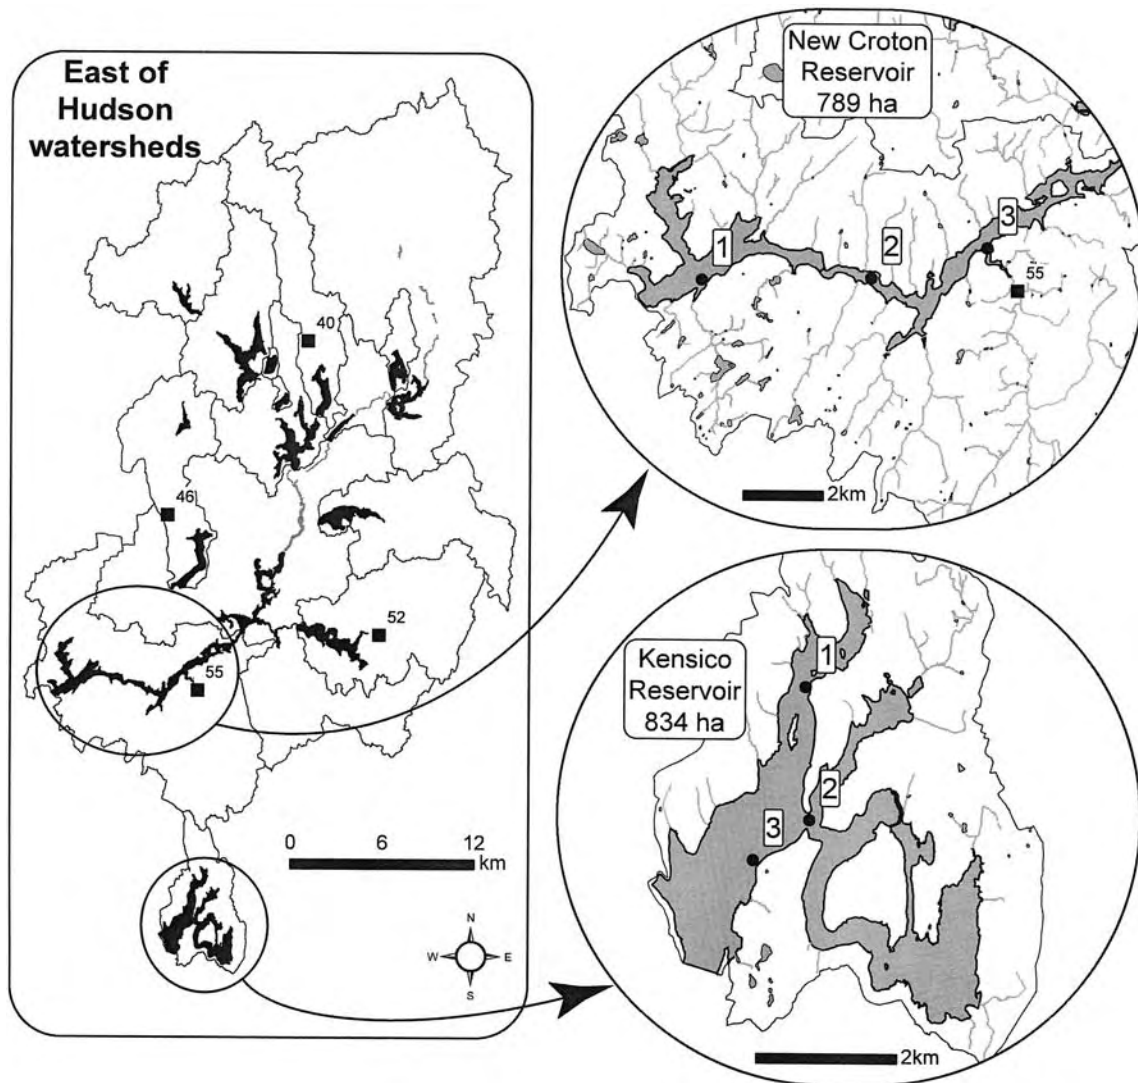 East of
Hudson
watersheds
40
46
52
55
0 6 12
km
N
W E
S
New Croton
Reservoir
789 ha
1
2
3
55
2km
Kensico
Reservoir
834 ha
1
2
3
2km